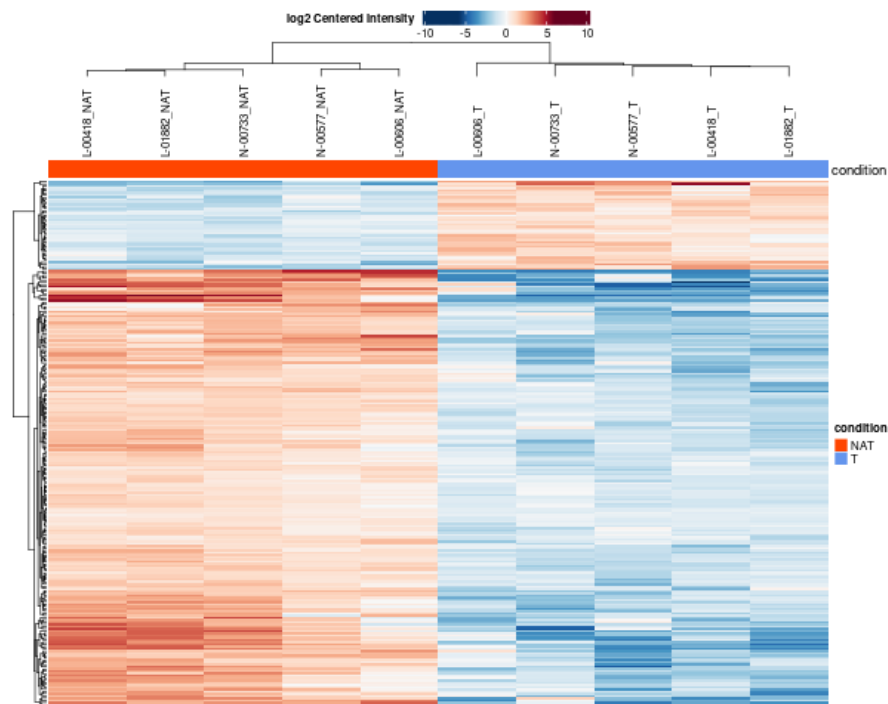 log2 Centered Intensity
-10 -5 0 5 10
L-00418_NAT
L-01882_NAT
N-00733_NAT
N-00577_NAT
L-00606_NAT
L-00606_T
N-00733_T
N-00577_T
L-00418_T
L-01882_T
condition
condition
NAT
T